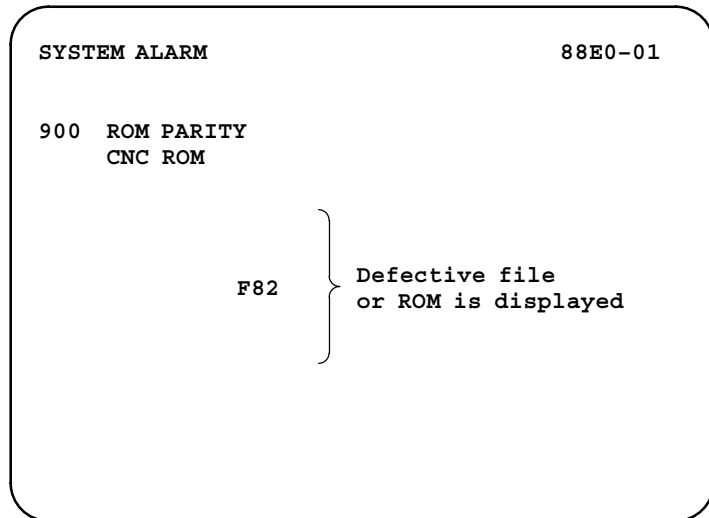 SYSTEM ALARM 88E0-01
900 ROM PARITY
CNC ROM
F82
Defective file
or ROM is displayed